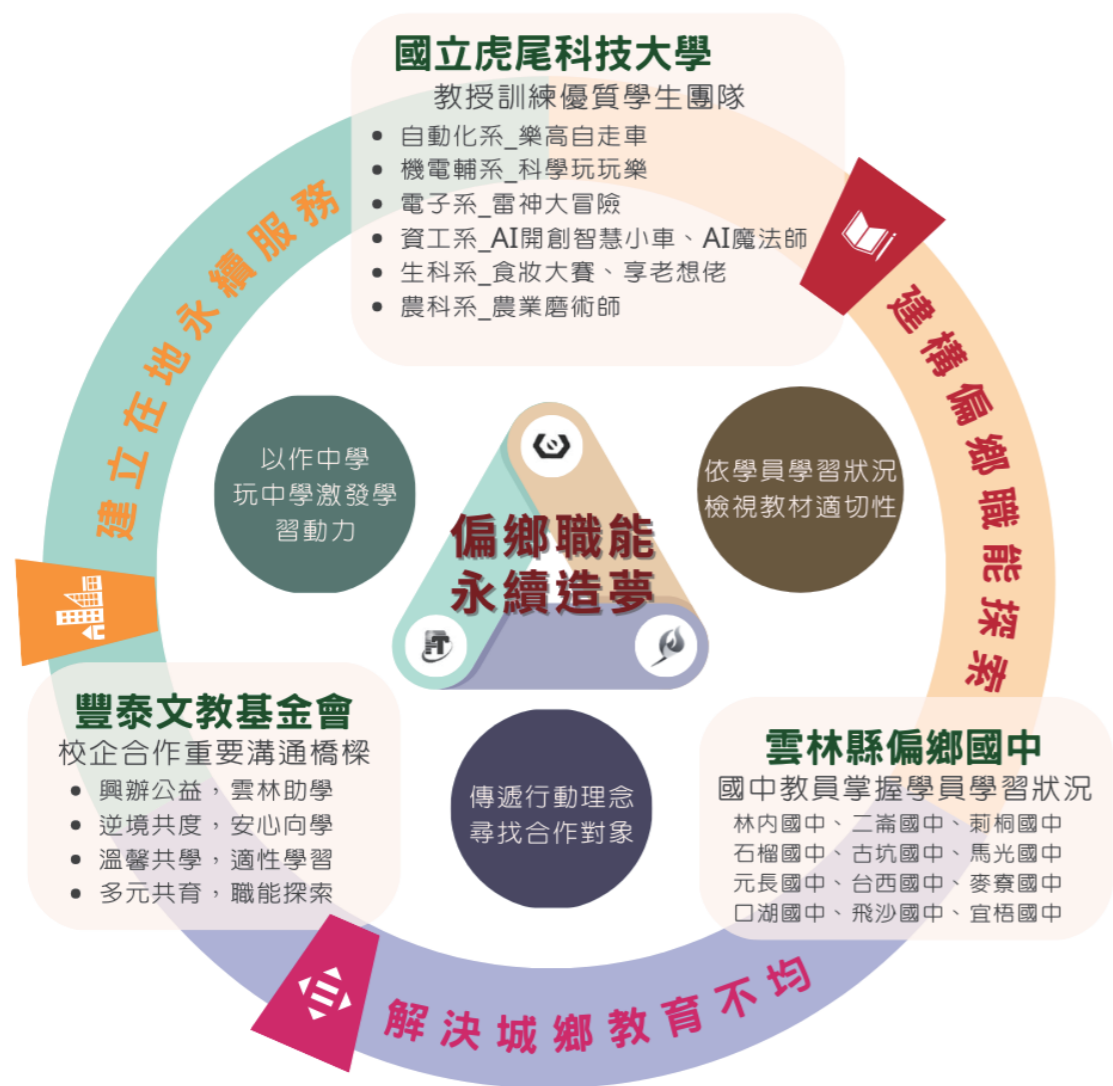 國立虎尾科技大學
教授訓練優質學生團隊
• 自動化系_樂高自走車
• 機電輔系_科學玩玩樂
• 電子系_雷神大冒險
• 資工系_AI開創智慧小車、AI魔法師
• 生科系_食妝大賽、享老想佬
• 農科系_農業磨術師
建立在地永續服務
建構偏鄉職能探索
以作中學
玩中學激發學
習動力
偏鄉職能
永續造夢
依學員學習狀況
檢視教材適切性
豐泰文教基金會
校企合作重要溝通橋樑
• 興辦公益，雲林助學
• 逆境共度，安心向學
• 溫馨共學，適性學習
• 多元共育，職能探索
傳遞行動理念
尋找合作對象
雲林縣偏鄉國中
國中教員掌握學員學習狀況
林內國中、二崙國中、莿桐國中
石榴國中、古坑國中、馬光國中
元長國中、台西國中、麥寮國中
口湖國中、飛沙國中、宜梧國中
解決城鄉教育不均